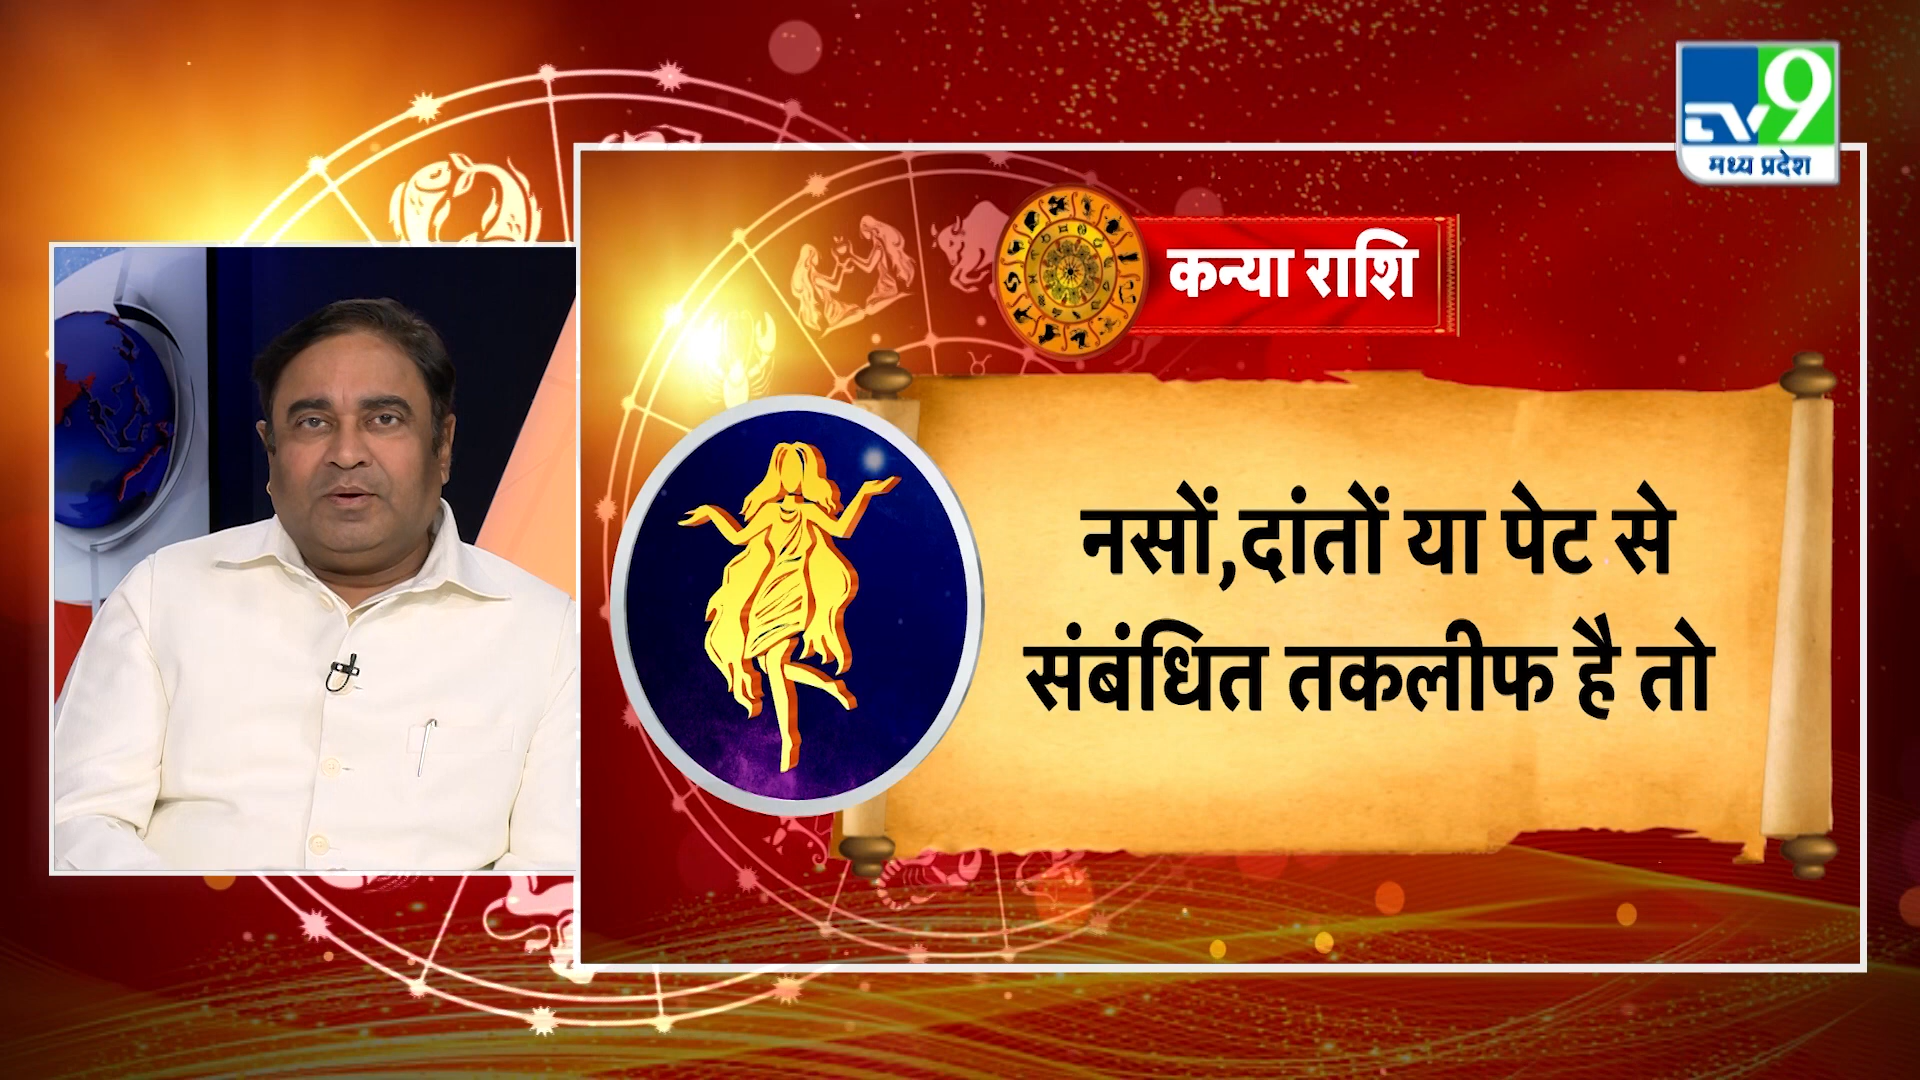 TV9
मध्य प्रदेश
कन्या राशि
नसों,दांतों या पेट से
संबंधित तकलीफ है तो